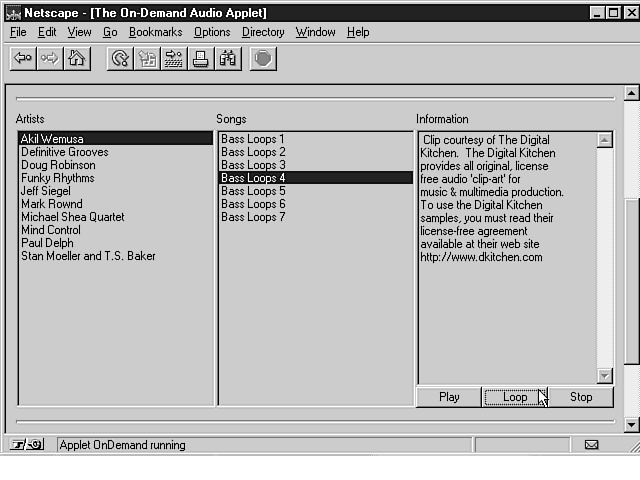 Netscape - [The On-Demand Audio Applet]
File Edit View Go Bookmarks Options Directory Window Help
Artists
Akil Wemusa
Definitive Grooves
Doug Robinson
Funky Rhythms
Jeff Siegel
Mark Rownd
Michael Shea Quartet
Mind Control
Paul Delph
Stan Moeller and T.S. Baker
Songs
Bass Loops 1
Bass Loops 2
Bass Loops 3
Bass Loops 4
Bass Loops 5
Bass Loops 6
Bass Loops 7
Information
Clip courtesy of The Digital
Kitchen. The Digital Kitchen
provides all original, license
free audio 'clip-art' for
music & multimedia production.
To use the Digital Kitchen
samples, you must read their
license-free agreement
available at their web site
http://www.dkitchen.com
Play Loop Stop
Applet OnDemand running